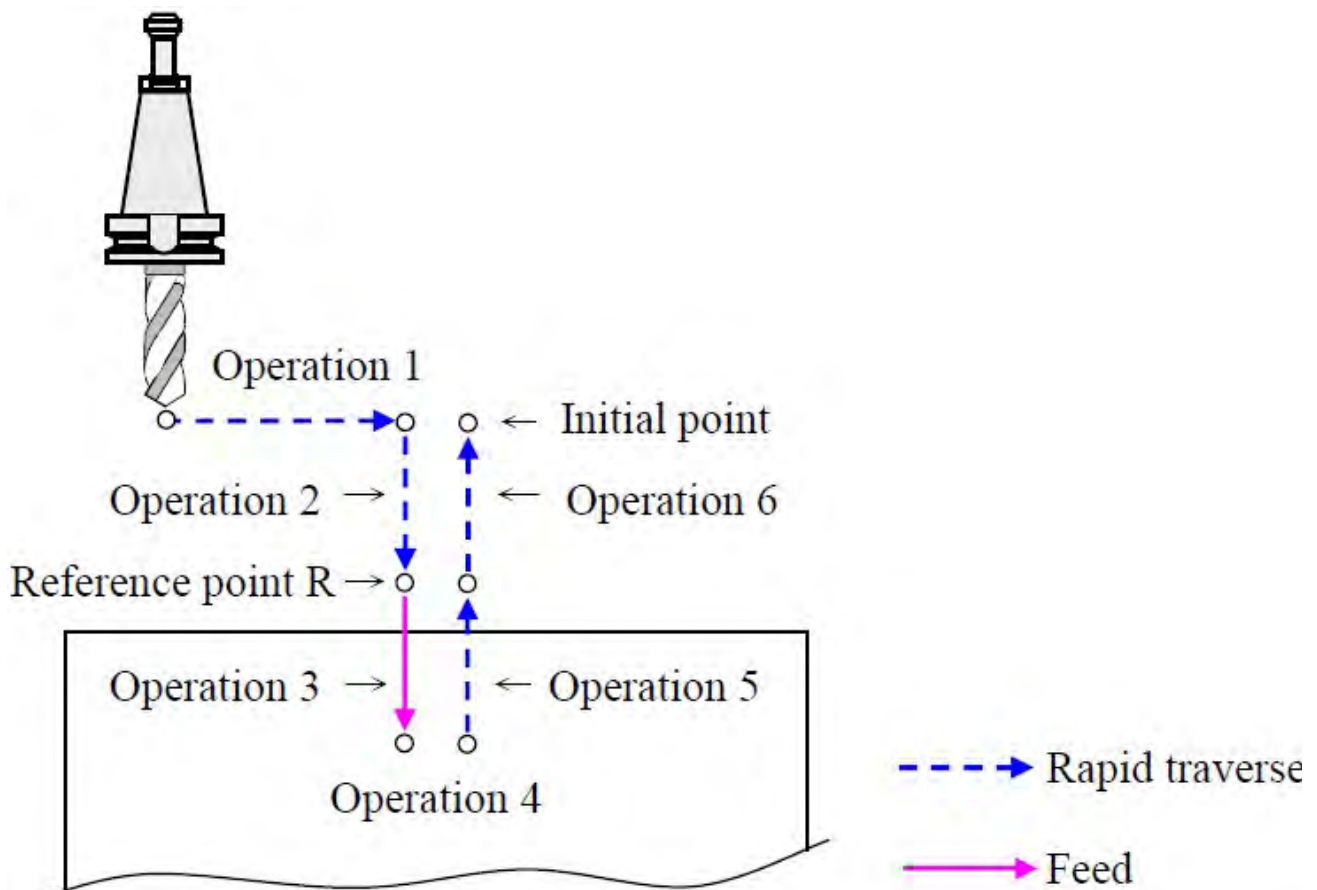 Operation 1
Initial point
Operation 2
Operation 6
Reference point R
Operation 3
Operation 5
Operation 4
Rapid traverse
Feed